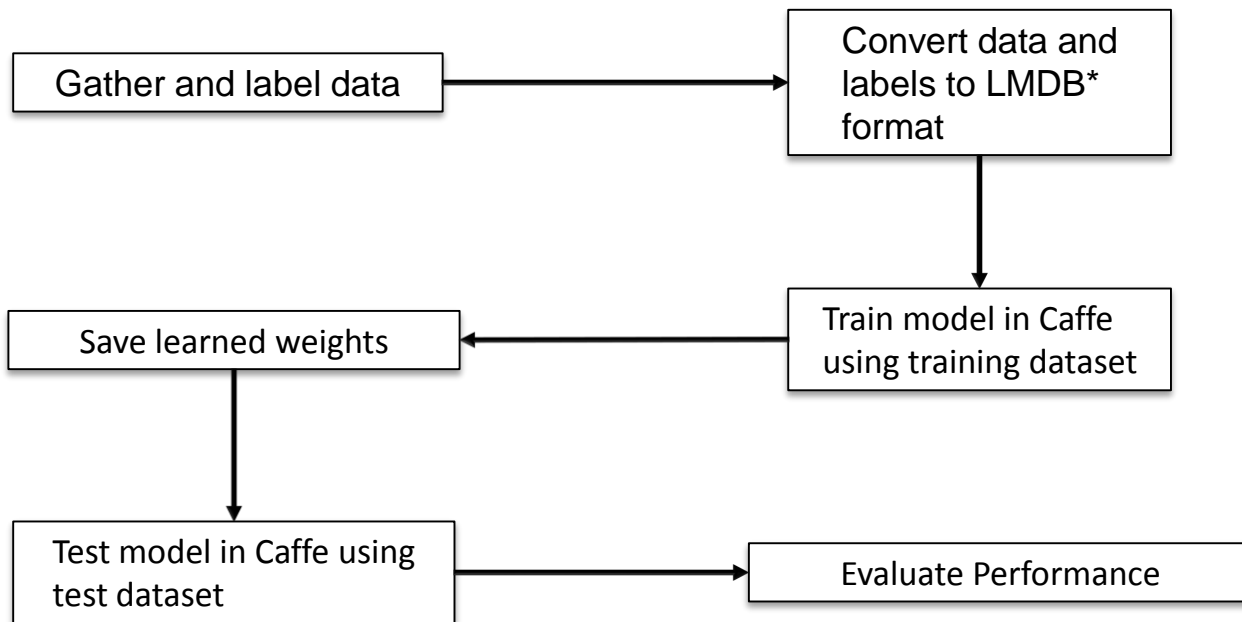 Gather and label data
Convert data and
labels to LMDB*
format
Train model in Caffe
using training dataset
Save learned weights
Test model in Caffe using
test dataset
Evaluate Performance